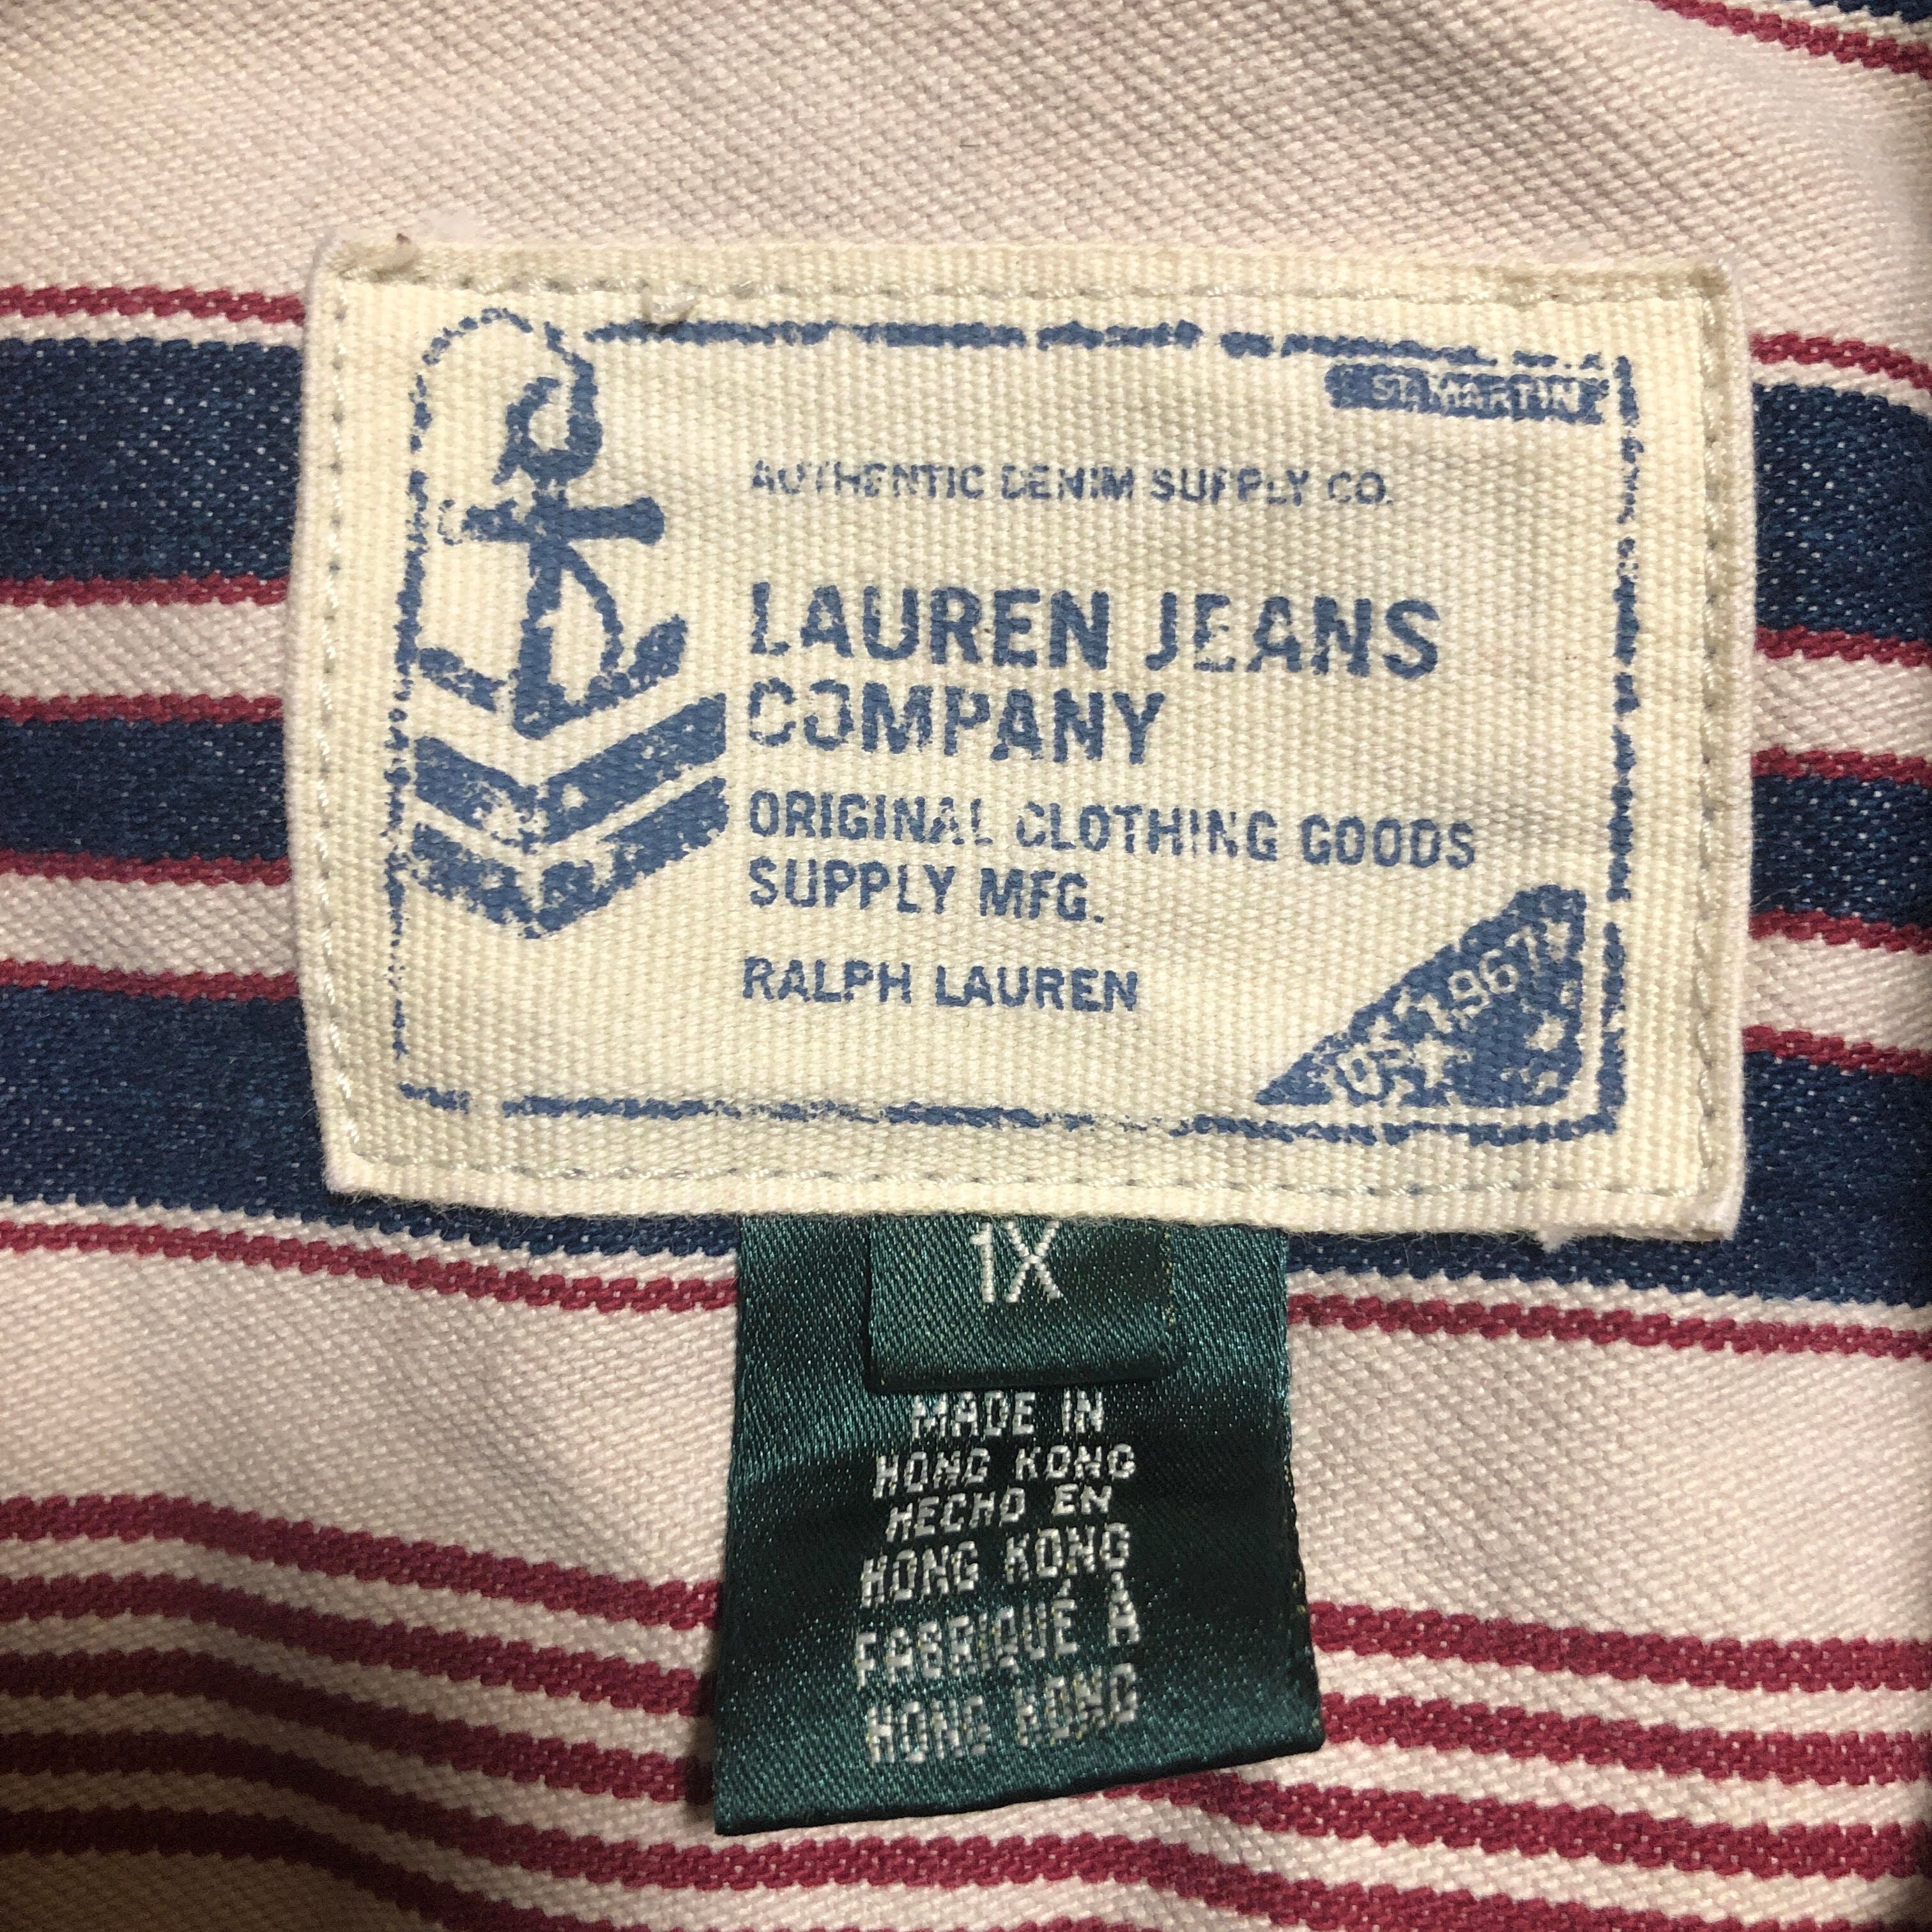 ST. MARTIN
AUTHENTIC DENIM SUPPLY CO.
LAUREN JEANS
COMPANY
ORIGINAL CLOTHING GOODS
SUPPLY MFG.
RALPH LAUREN
1967
1X
MADE IN
HONG KONG
HECHO EN
HONG KONG
FABRIQUÉ À
HONG KONG